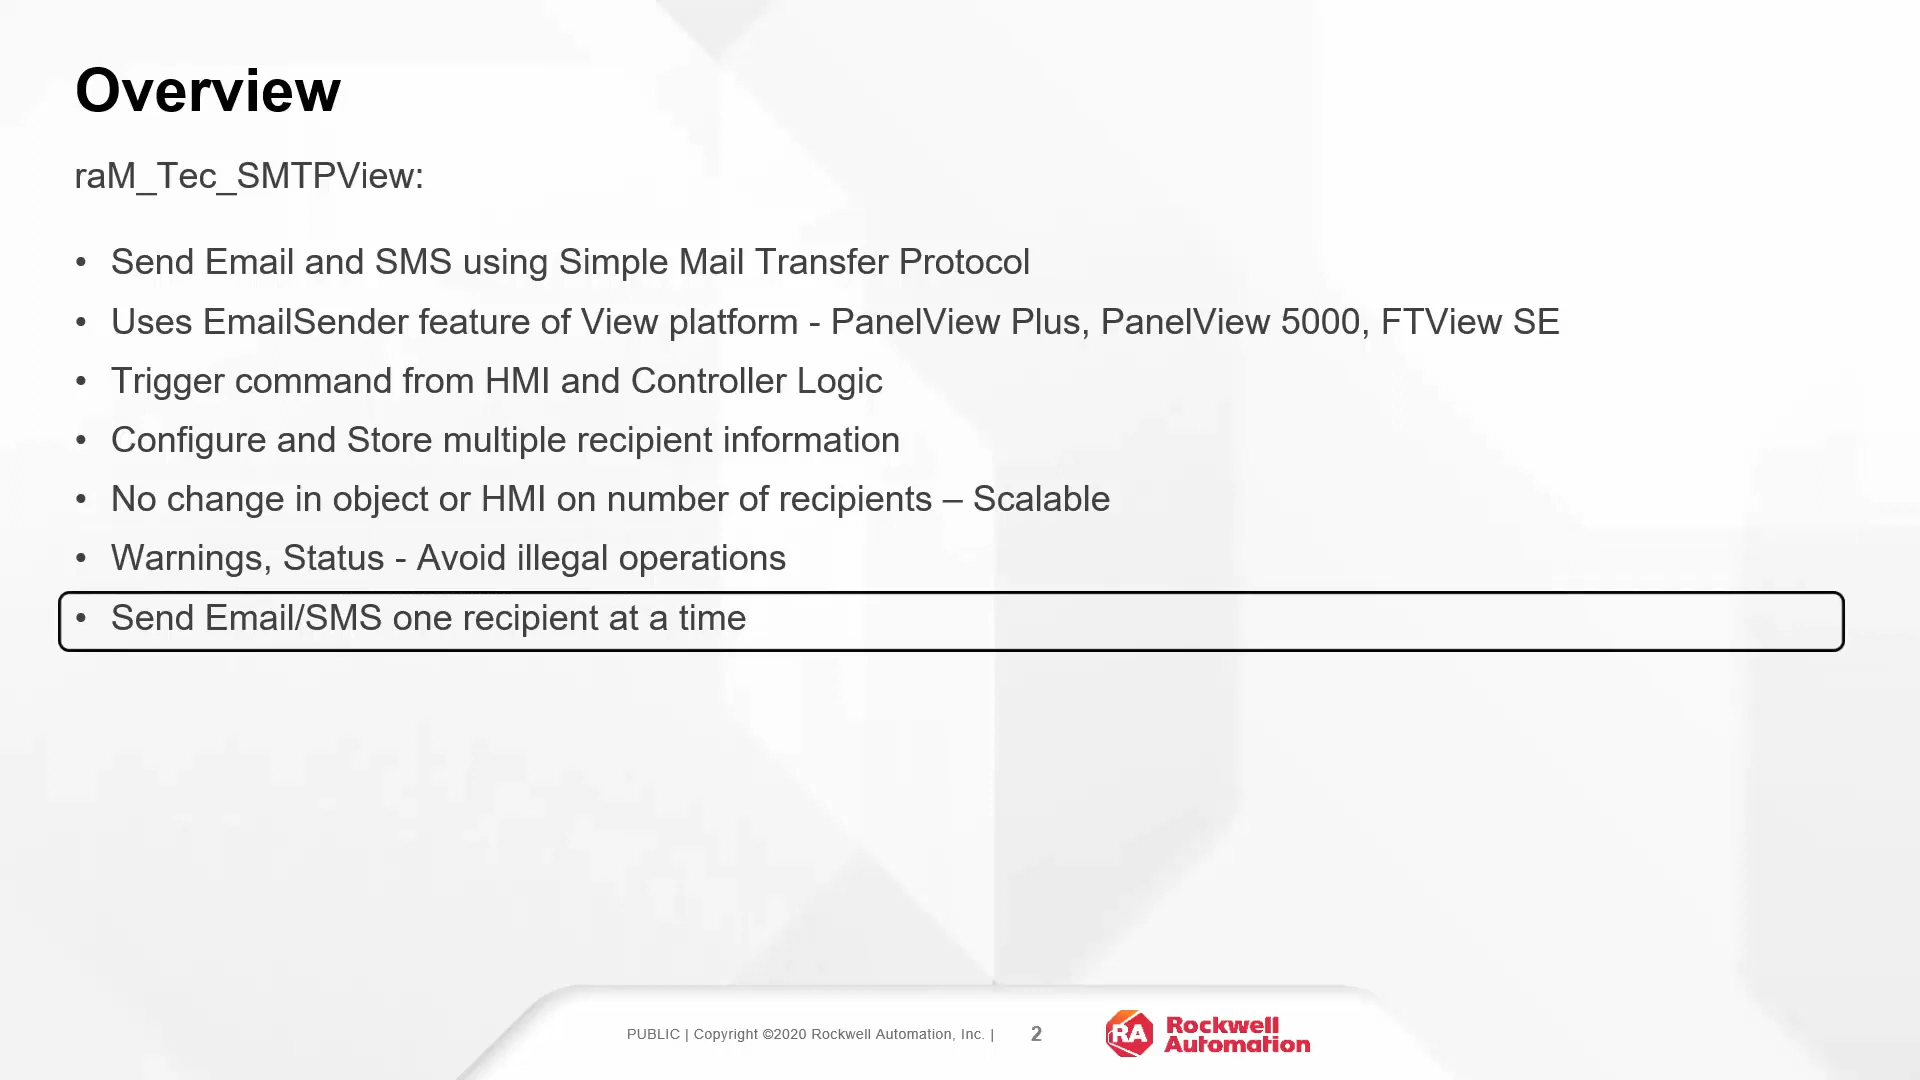 Overview
raM_Tec_SMTPView:
• Send Email and SMS using Simple Mail Transfer Protocol
• Uses EmailSender feature of View platform - PanelView Plus, PanelView 5000, FTView SE
• Trigger command from HMI and Controller Logic
• Configure and Store multiple recipient information
• No change in object or HMI on number of recipients – Scalable
• Warnings, Status - Avoid illegal operations
• Send Email/SMS one recipient at a time
PUBLIC | Copyright ©2020 Rockwell Automation, Inc. | 2
RA Rockwell
Automation